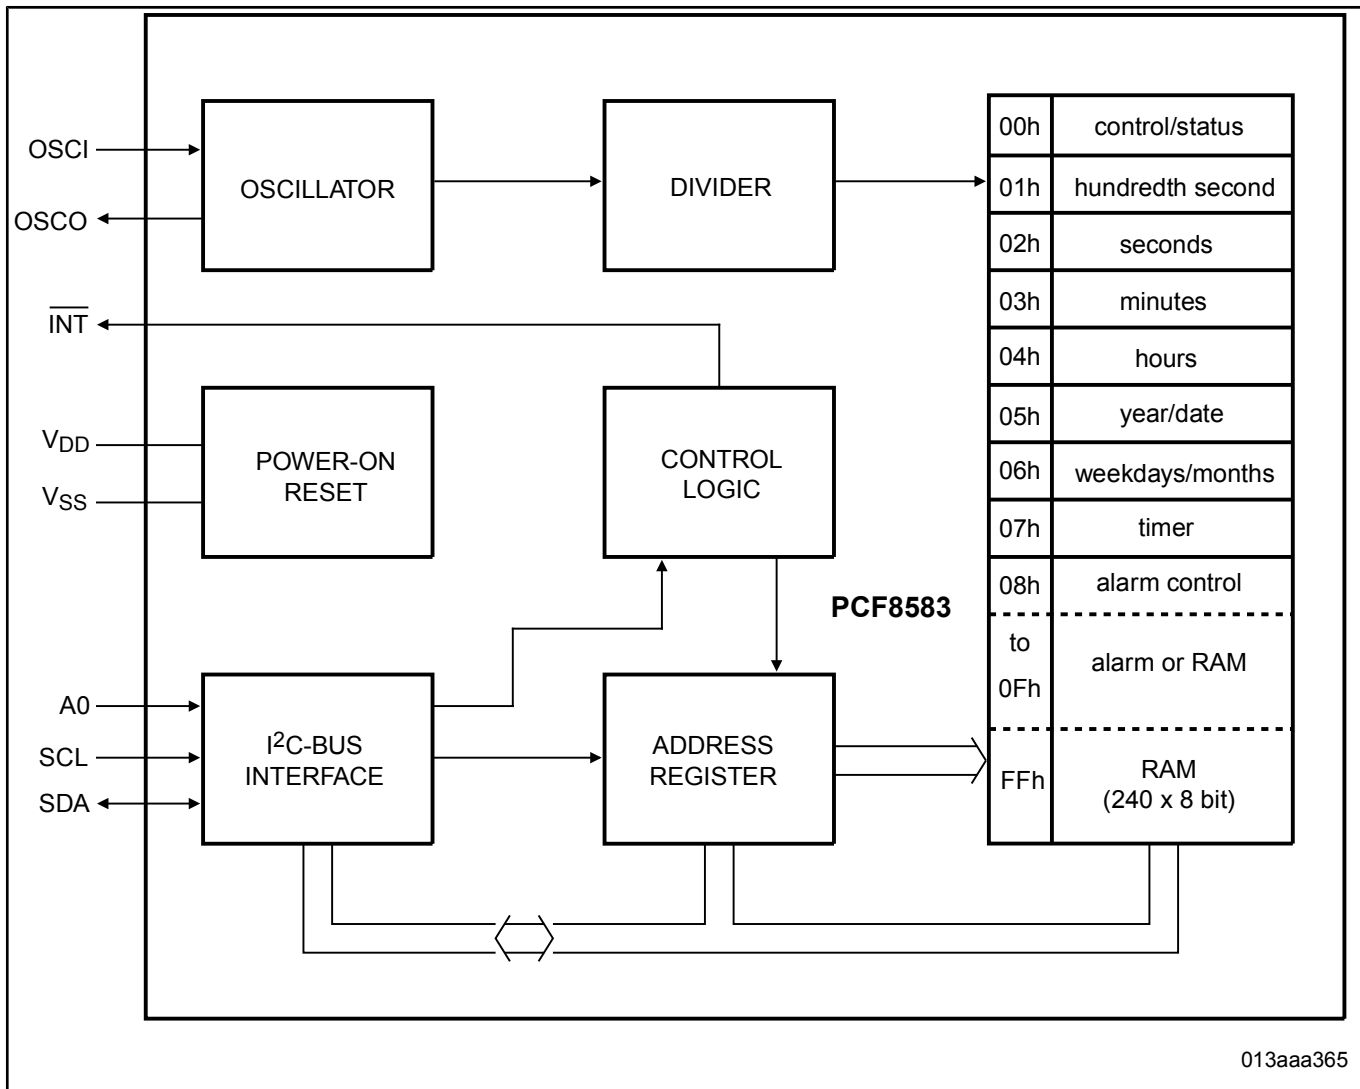 OSCI
OSCO
INT
VDD
VSS
A0
SCL
SDA
OSCILLATOR
DIVIDER
POWER-ON
RESET
CONTROL
LOGIC
PCF8583
I2C-BUS
INTERFACE
ADDRESS
REGISTER
00h control/status
01h hundredth second
02h seconds
03h minutes
04h hours
05h year/date
06h weekdays/months
07h timer
08h alarm control
to
0Fh
alarm or RAM
FFh
RAM
(240 x 8 bit)
013aaa365